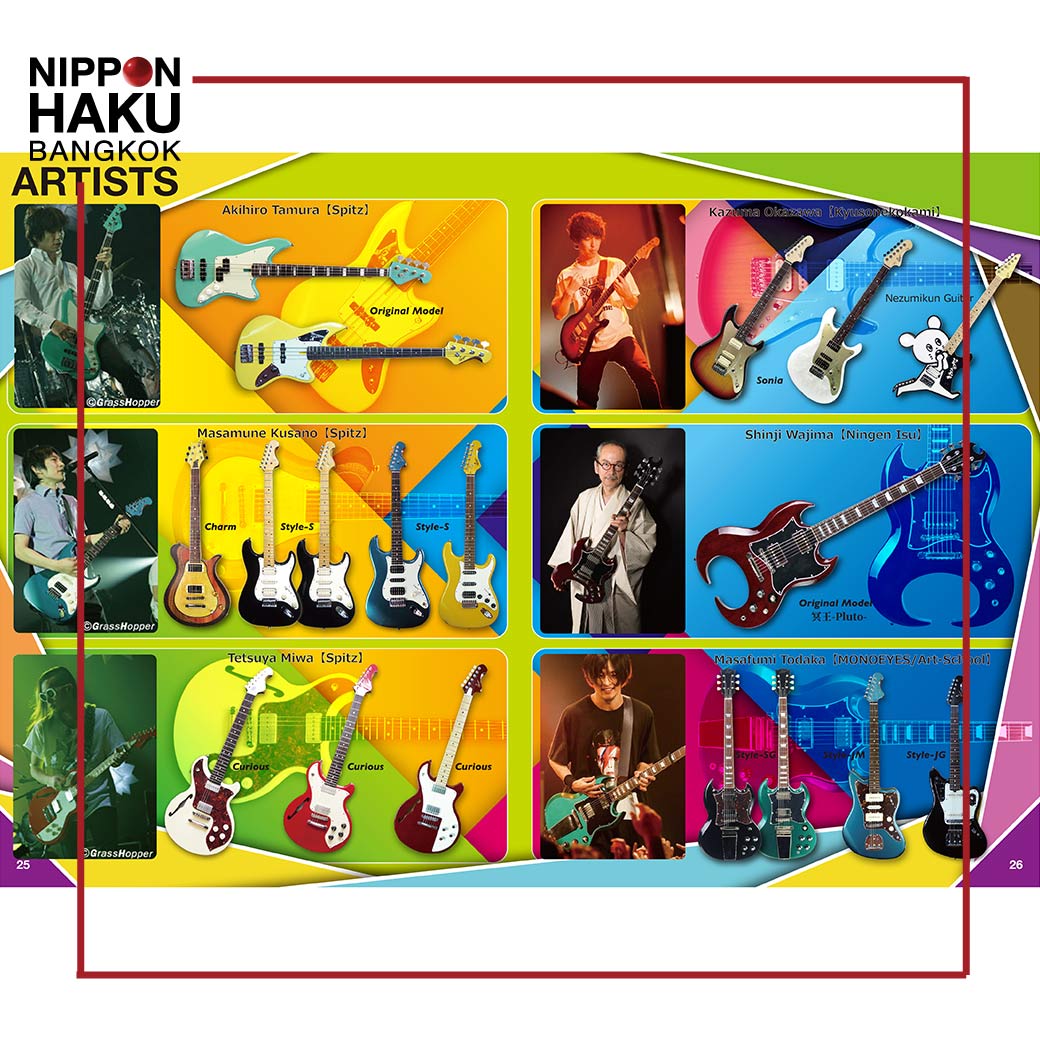 NIPPON
HAKU
BANGKOK
ARTISTS
Akihiro Tamura【Spitz】
Original Model
©GrassHopper
Masamune Kusano【Spitz】
Charm
Style-S
Style-S
©GrassHopper
Tetsuya Miwa【Spitz】
Curious
Curious
Curious
©GrassHopper
25
Kazuma Okazawa【Kyusonekokami】
Nezumikun Guitar
Sonia
Shinji Wajima【Ningen Isu】
Original Model
冥王-Pluto-
Masafumi Todaka【MONOEYES/Art-School】
Style-SG
Style-JM
Style-JG
26